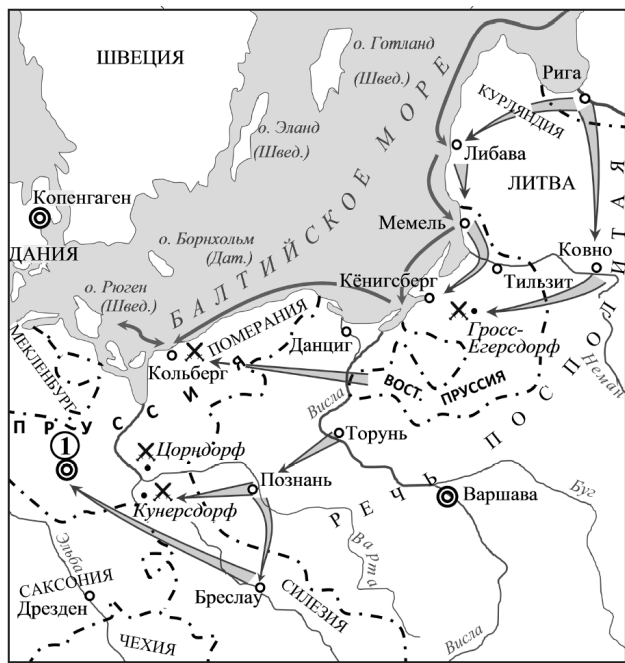 ШВЕЦИЯ
о. Готланд
(Швед.)
Рига
КУРЛЯНДИЯ
о. Эланд
(Швед.)
Либава
ЛИТВА
БАЛТИЙСКОЕ МОРЕ
Копенгаген
ДАНИЯ
Мемель
о. Борнхольм
(Дат.)
Ковно
Тильзит
Кёнигсберг
о. Рюген
(Швед.)
Гросс-
Егерсдорф
Неман
МЕКЛЕНБУРГ
ПОМЕРАНИЯ
Данциг
Кольберг
ВОСТ. ПРУССИЯ
ПРУССИЯ
Висла
РЕЧЬ ПОСПОЛИТАЯ
1
Торунь
Цорндорф
Познань
Варшава
Буг
Кунерсдорф
Варта
Эльба
САКСОНИЯ
Дрезден
Бреслау
СИЛЕЗИЯ
ЧЕХИЯ
Висла